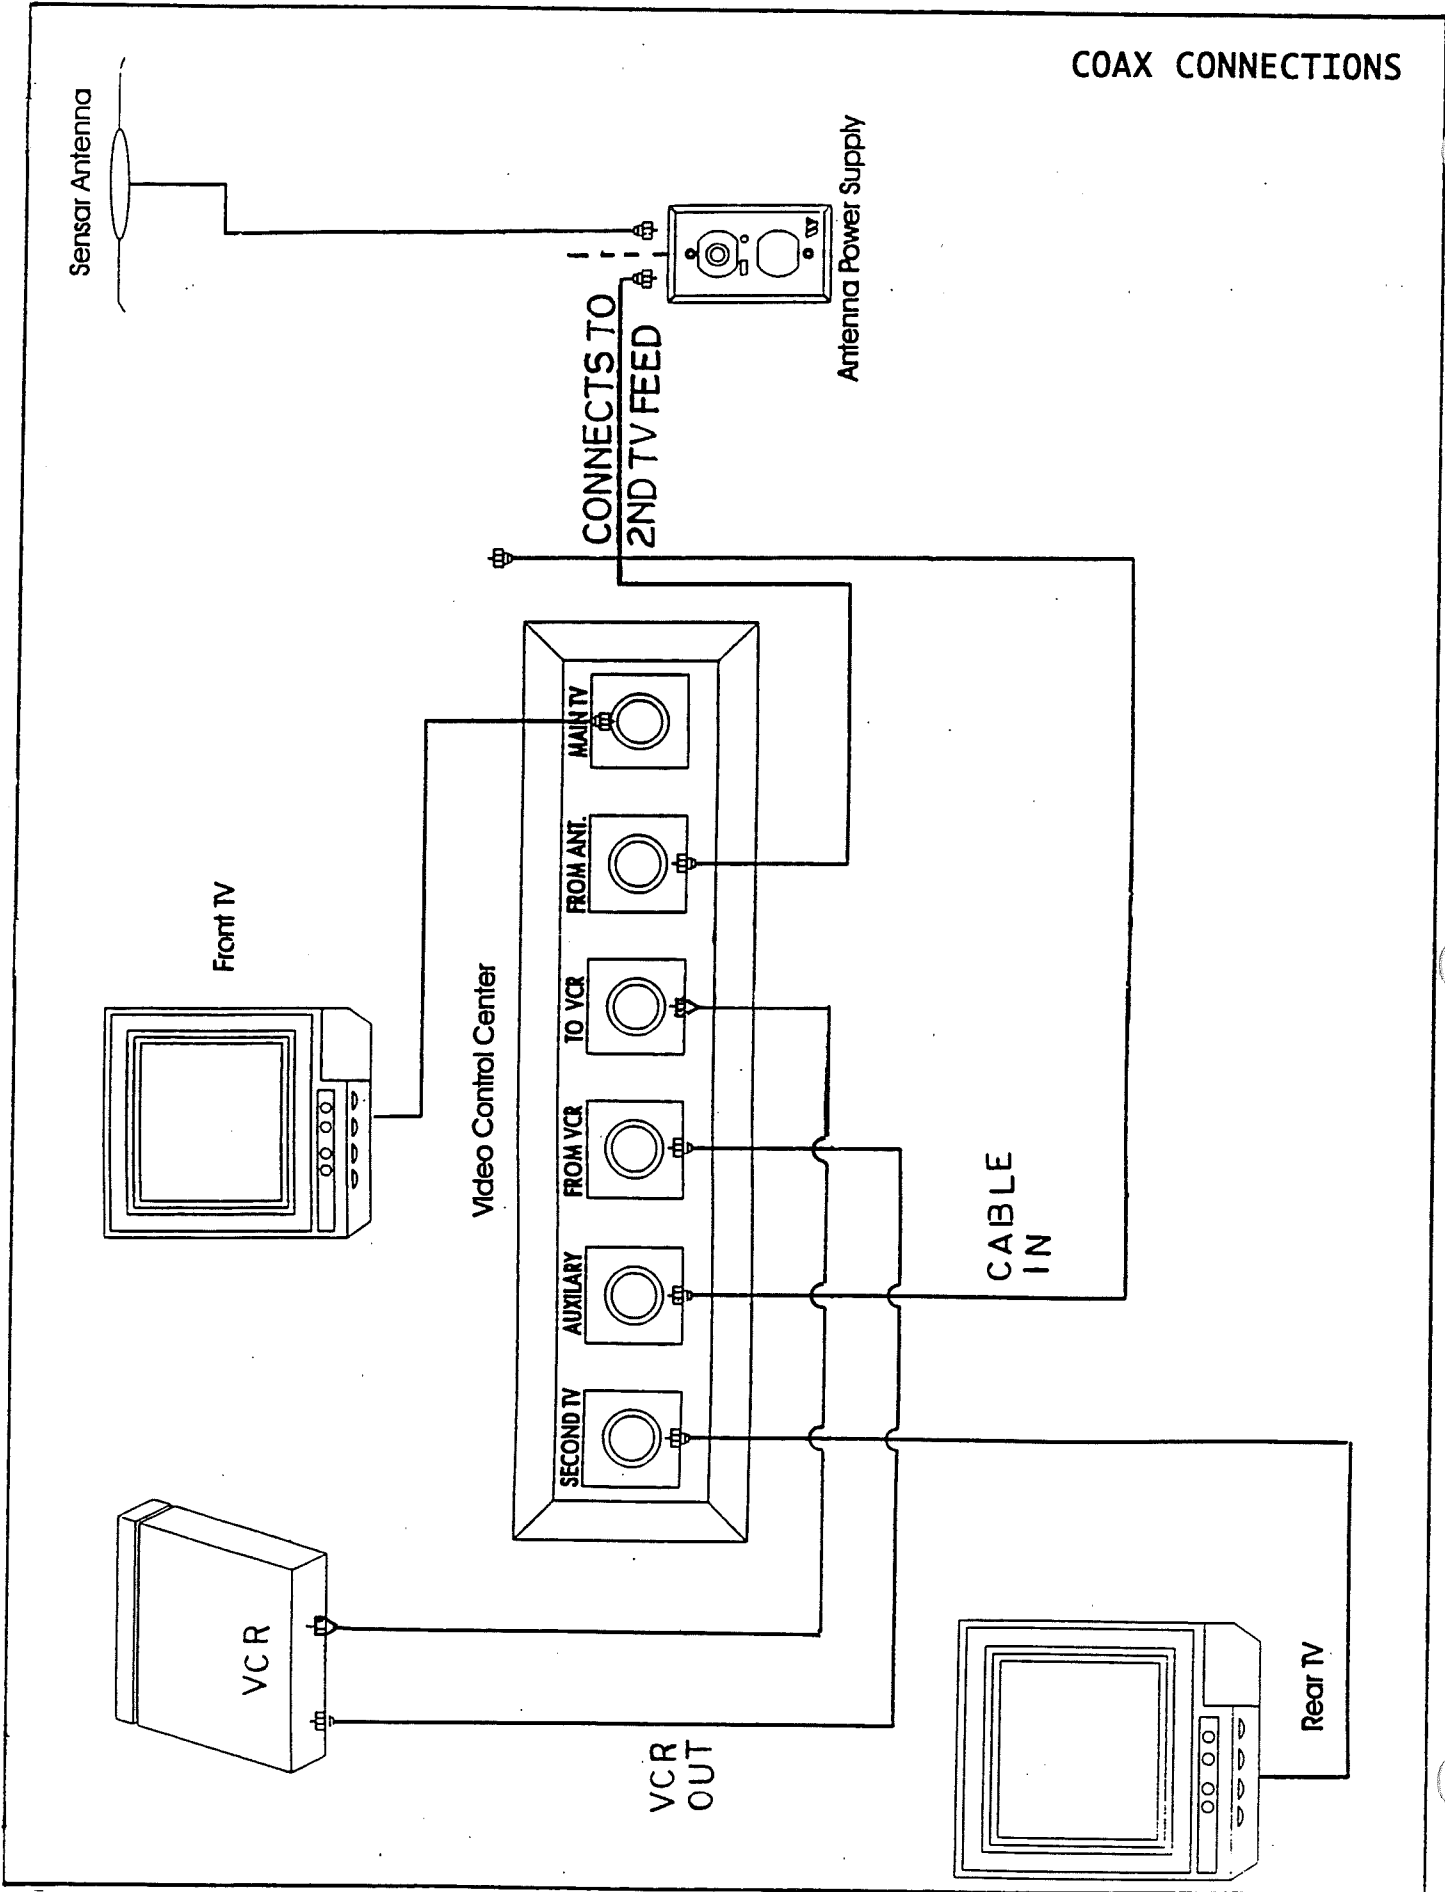 COAX CONNECTIONS
Sensar Antenna
Antenna Power Supply
CONNECTS TO
2ND TV FEED
Front TV
Video Control Center
MAIN TV
FROM ANT.
TO VCR
FROM VCR
AUXILARY
SECOND TV
CABLE
IN
VCR
VCR
OUT
Rear TV